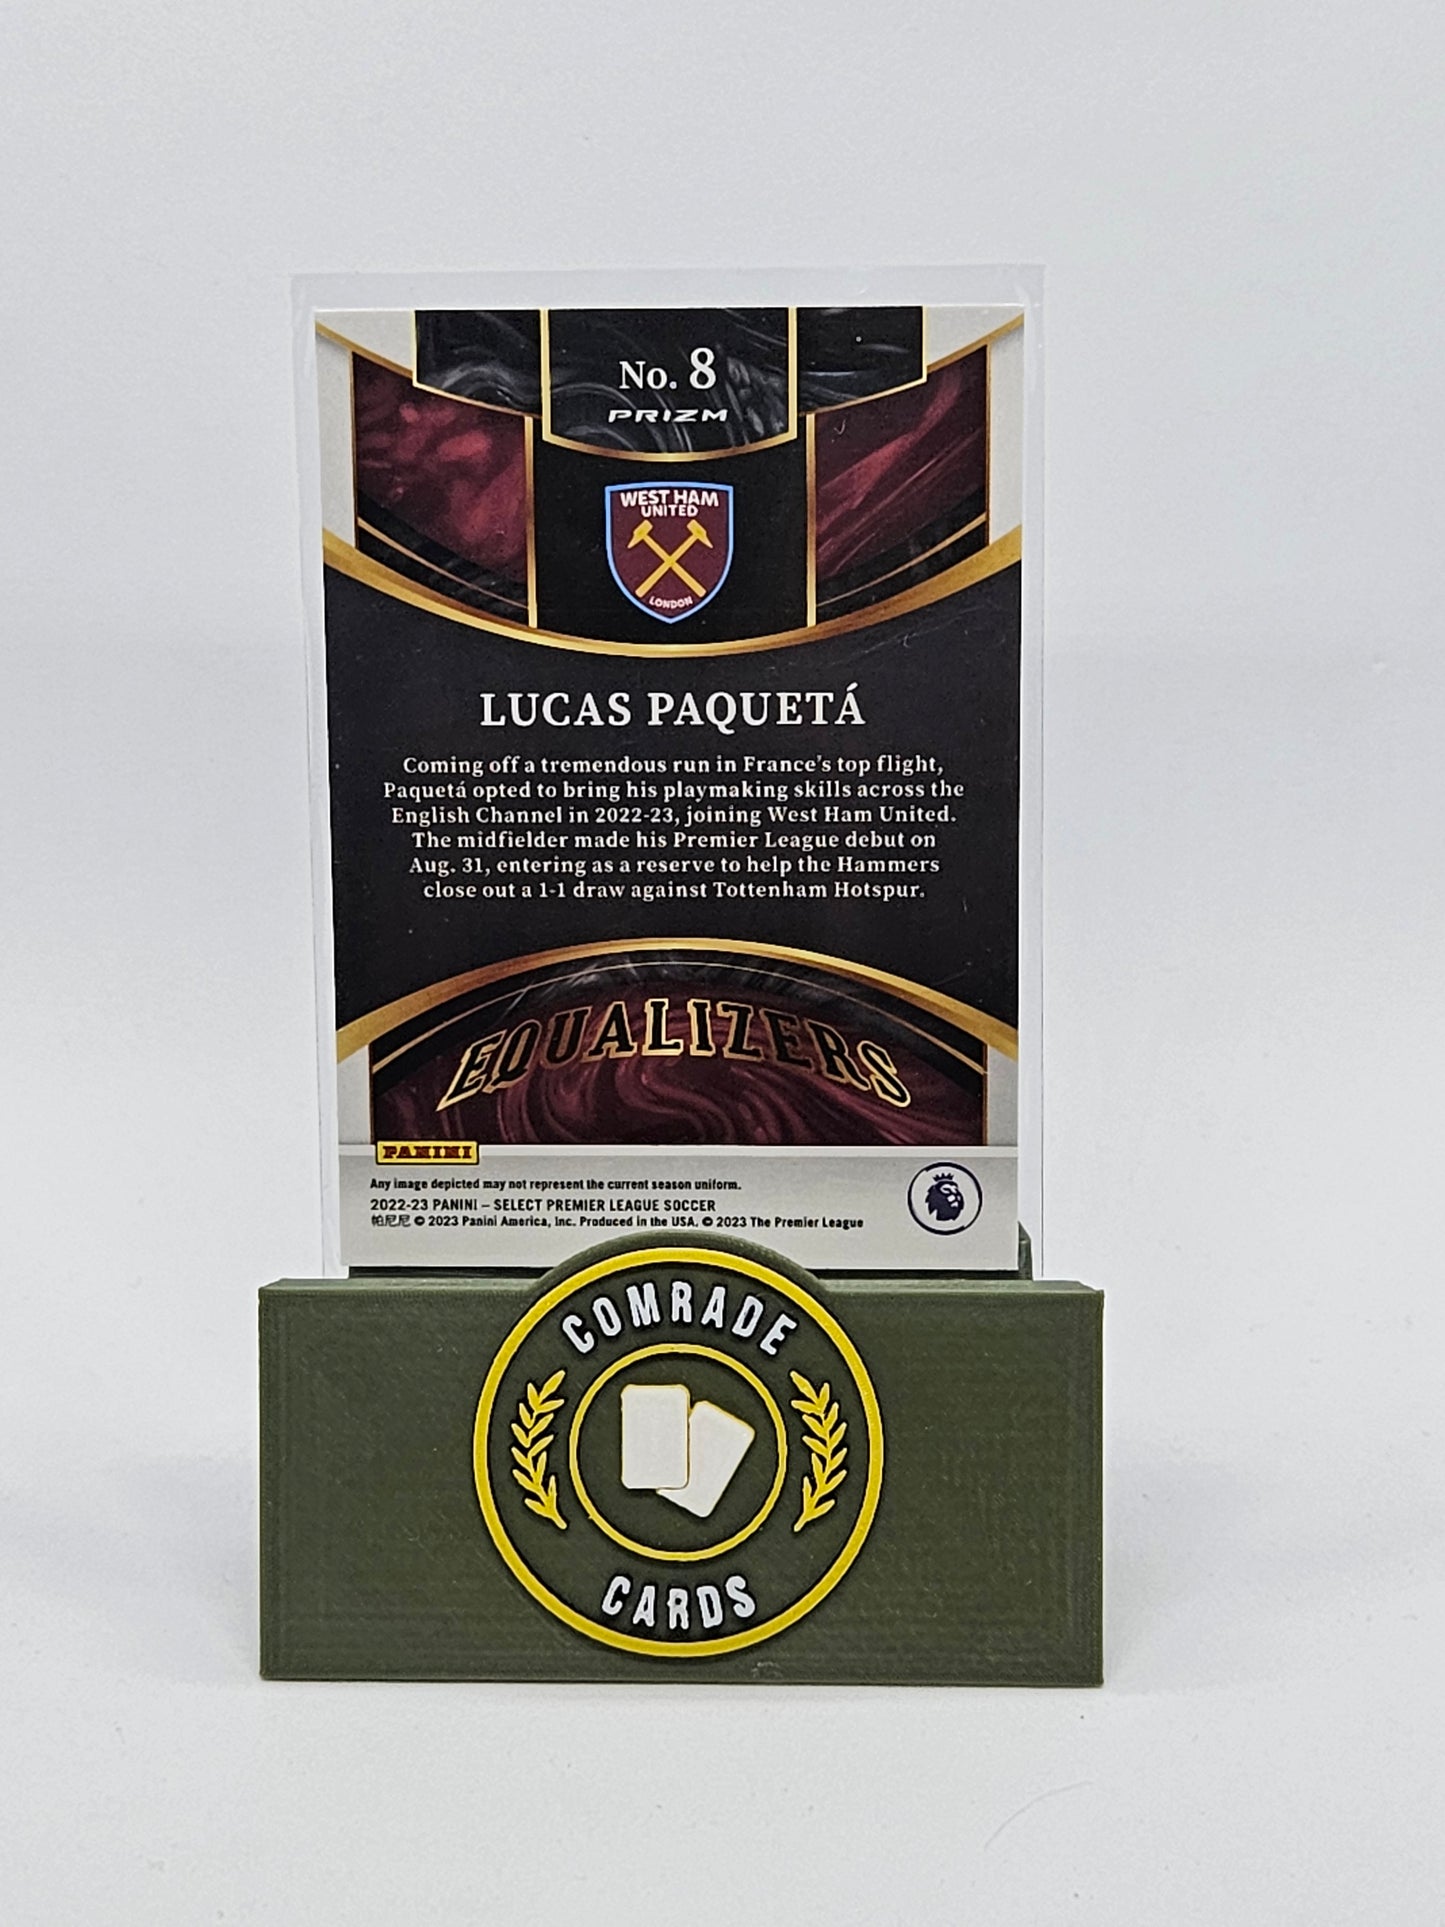 No. 8
PRIZM
WEST HAM
UNITED
LONDON
LUCAS PAQUETÁ
Coming off a tremendous run in France's top flight,
Paquetá opted to bring his playmaking skills across the
English Channel in 2022-23, joining West Ham United.
The midfielder made his Premier League debut on
Aug. 31, entering as a reserve to help the Hammers
close out a 1-1 draw against Tottenham Hotspur.
EQUALIZERS
PANINI
Any image depicted may not represent the current season uniform.
2022-23 PANINI – SELECT PREMIER LEAGUE SOCCER
帕尼尼 © 2023 Panini America, Inc. Produced in the USA. © 2023 The Premier League
COMRADE
CARDS